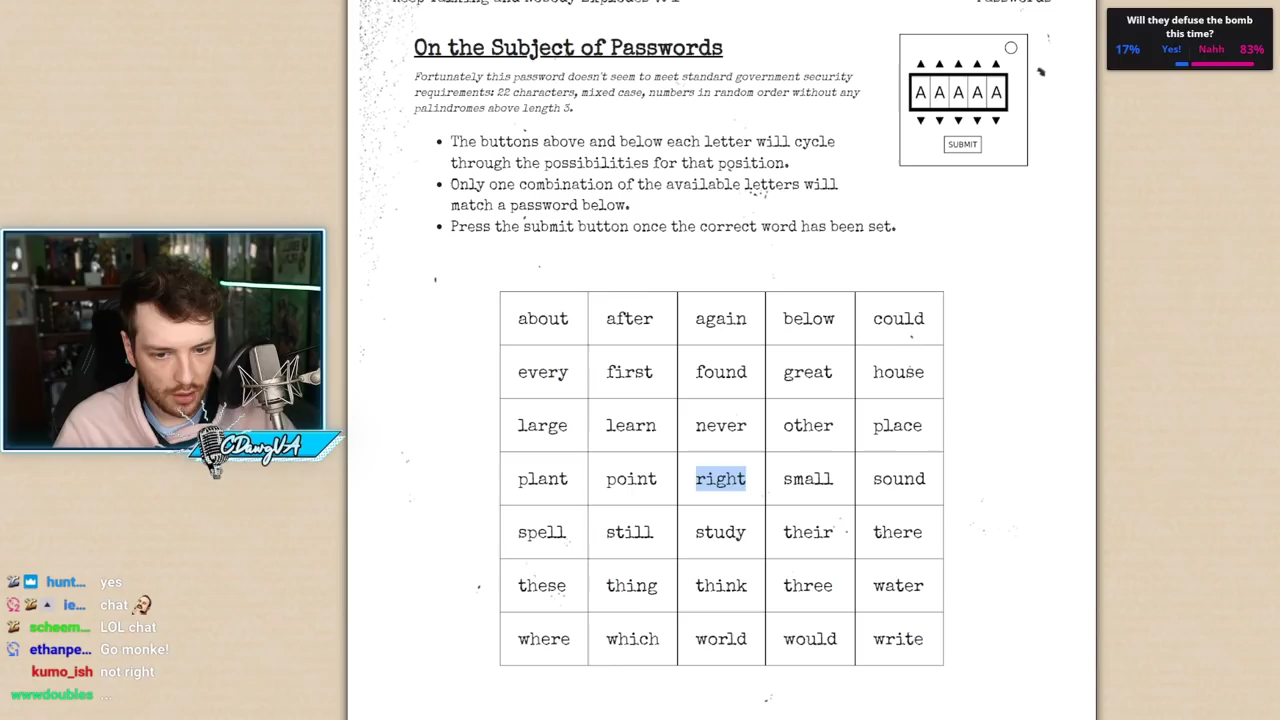 On the Subject of Passwords
Fortunately this password doesn't seem to meet standard government security
requirements: 22 characters, mixed case, numbers in random order without any
palindromes above length 3.
• The buttons above and below each letter will cycle
through the possibilities for that position.
• Only one combination of the available letters will
match a password below.
• Press the submit button once the correct word has been set.
A A A A A
SUBMIT
about after again below could
every first found great house
large learn never other place
plant point right small sound
spell still study their there
these thing think three water
where which world would write
Will they defuse the bomb
this time?
17% Yes! Nahh 83%
CDawgVA
hunt... yes
ie... chat
scheem... LOL chat
ethanpe... Go monke!
kumo_ish not right
wwwdoubles ...